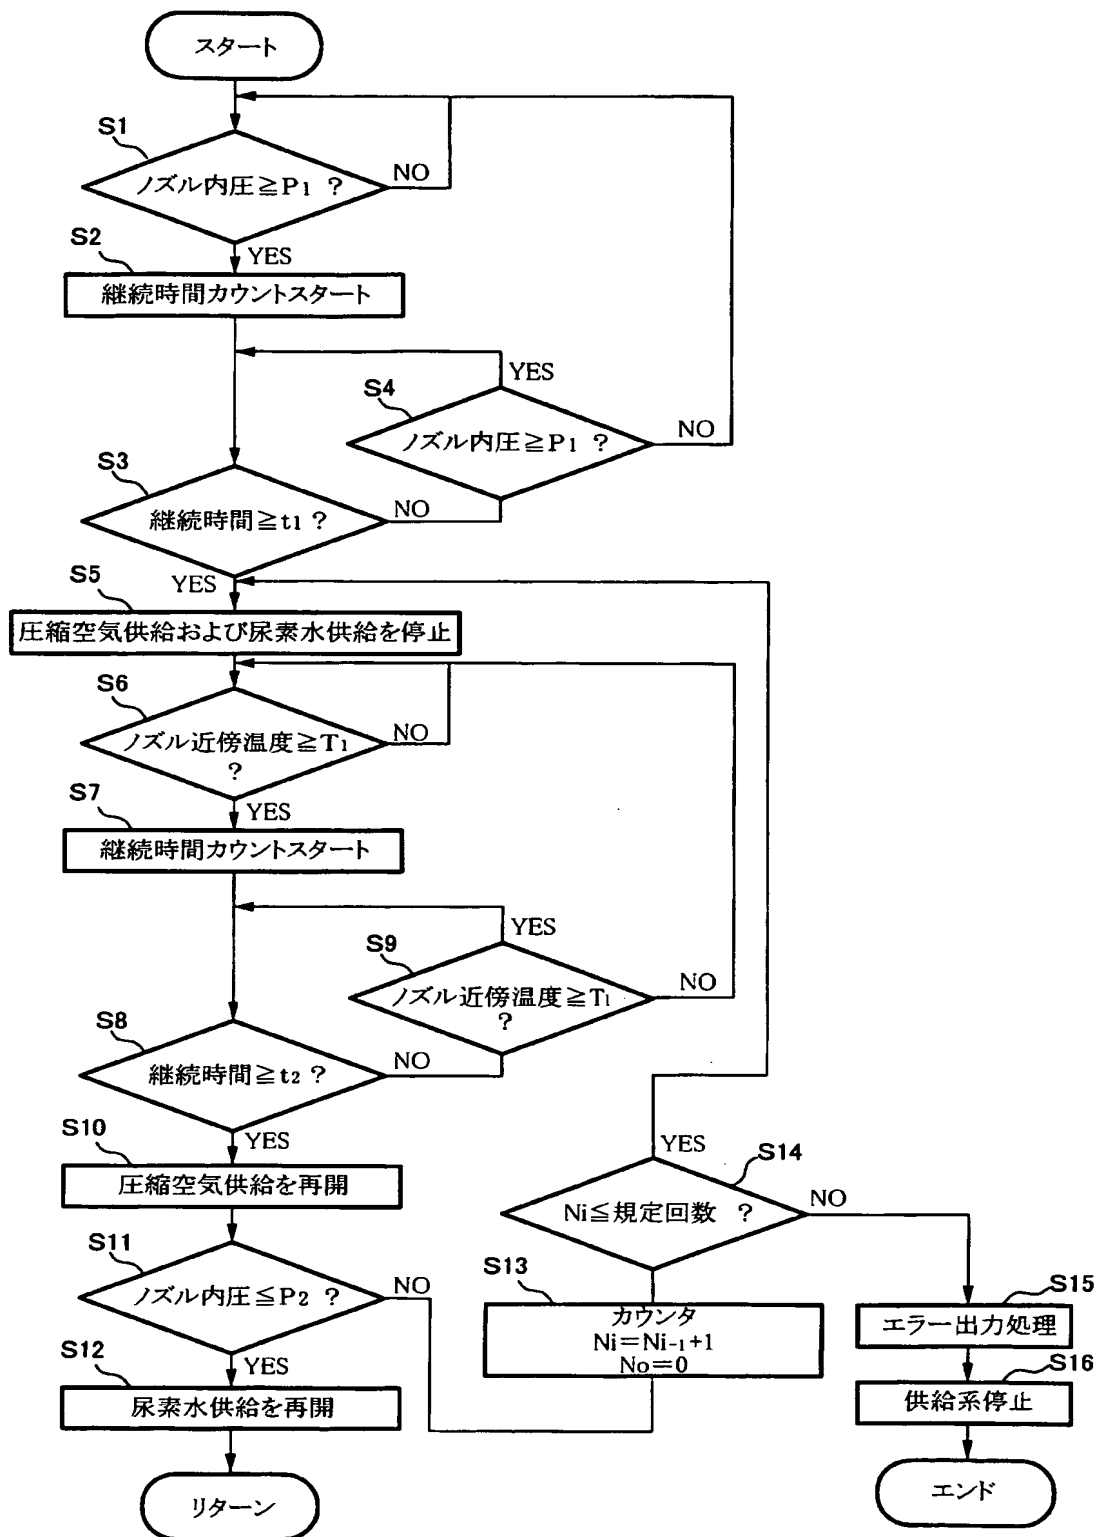 スタート
S1
ノズル内圧≧P1 ?
NO
YES
S2
継続時間カウントスタート
YES
S4
ノズル内圧≧P1 ?
NO
S3
継続時間≧t1 ?
NO
YES
S5
圧縮空気供給および尿素水供給を停止
S6
ノズル近傍温度≧T1
?
NO
YES
S7
継続時間カウントスタート
YES
S9
ノズル近傍温度≧T1
?
NO
S8
継続時間≧t2 ?
NO
YES
S10
圧縮空気供給を再開
YES
S14
Ni≦規定回数 ?
NO
S11
ノズル内圧≦P2 ?
NO
YES
S13
カウンタ
Ni=Ni-1+1
No=0
S15
エラー出力処理
S12
尿素水供給を再開
S16
供給系停止
リターン
エンド